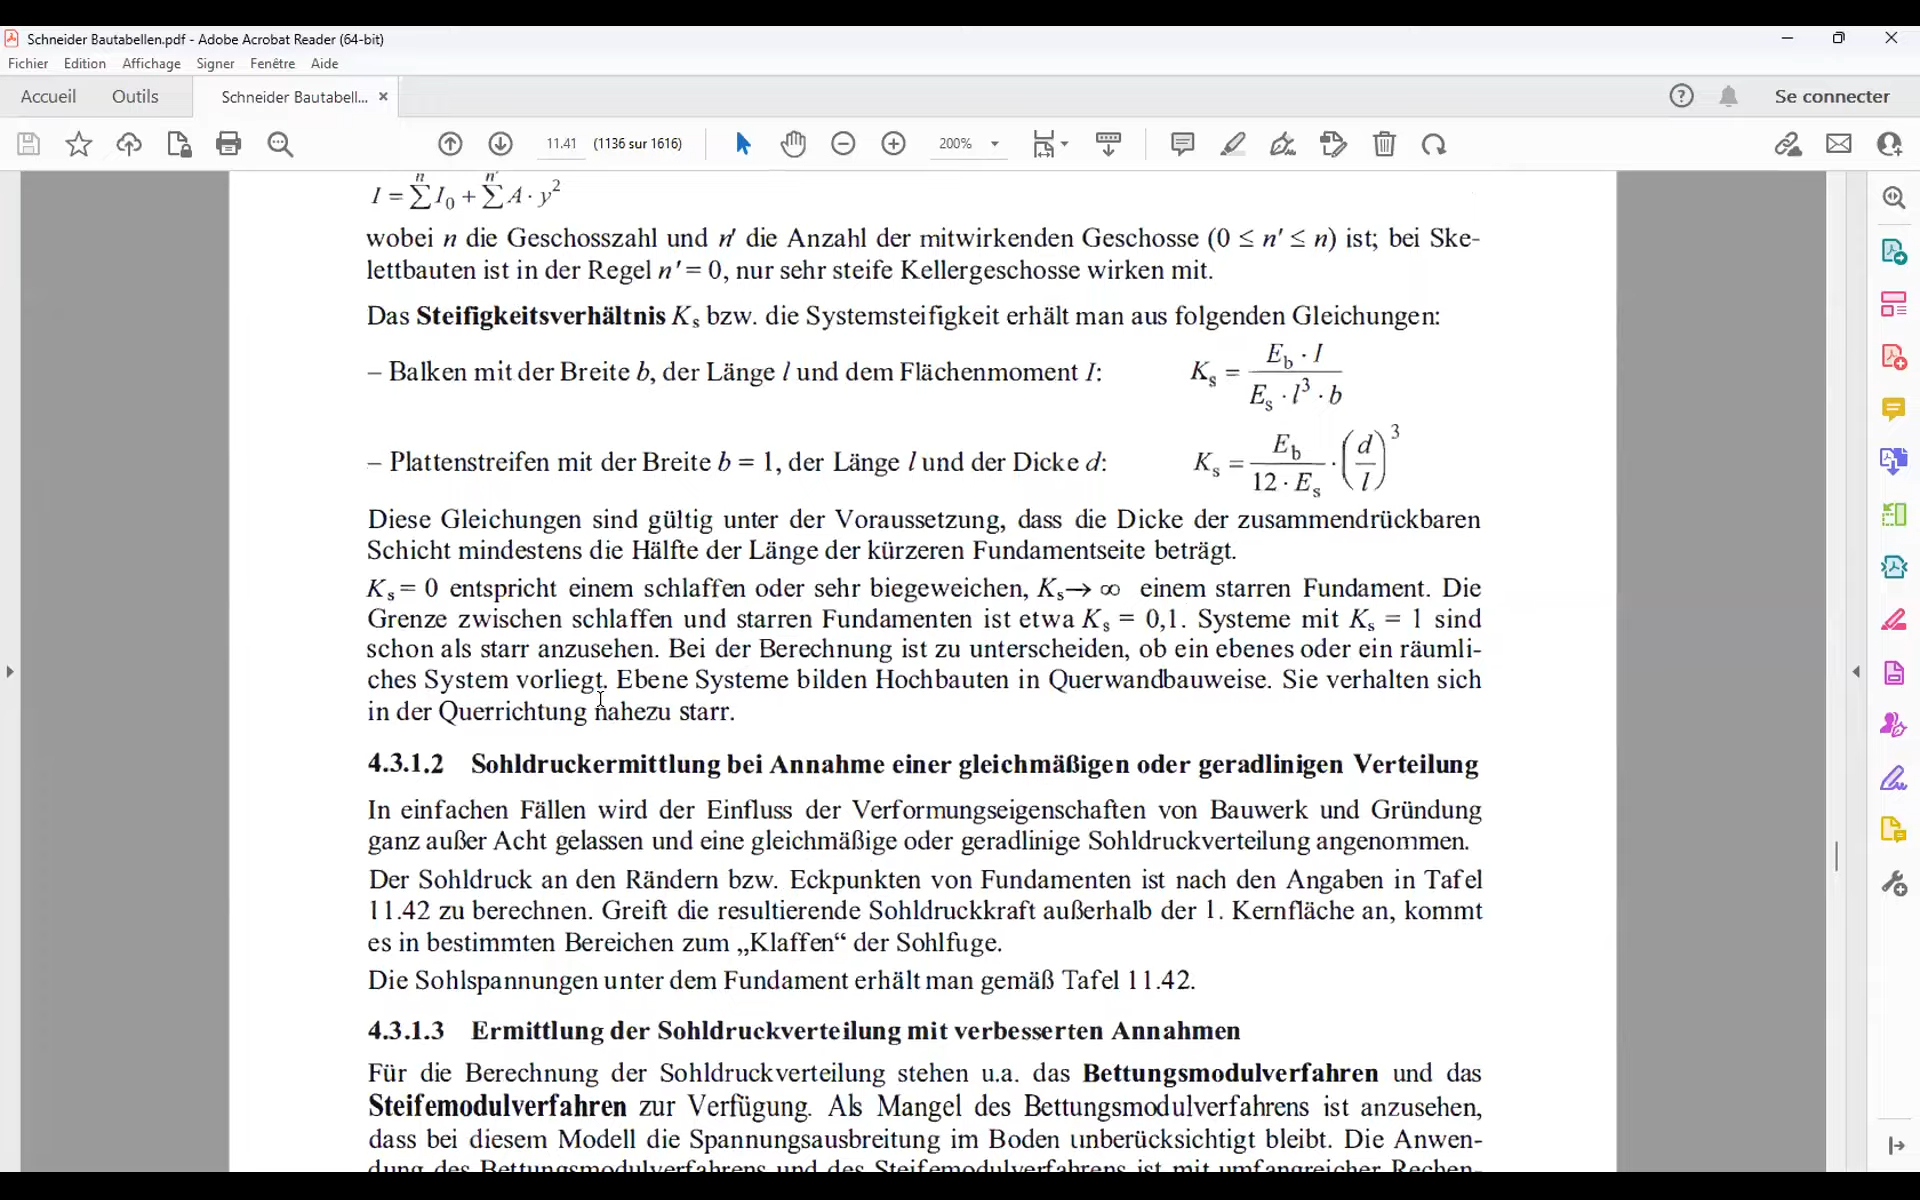 Schneider Bautabellen.pdf - Adobe Acrobat Reader (64-bit)
Fichier Edition Affichage Signer Fenêtre Aide
Accueil Outils Schneider Bautabell... × Se connecter
11.41 (1136 sur 1616) 200%
I = ∑ⁿ I₀ + ∑ⁿ′ A · y²
wobei n die Geschosszahl und n′ die Anzahl der mitwirkenden Geschosse (0 ≤ n′ ≤ n) ist; bei Ske-
lettbauten ist in der Regel n′ = 0, nur sehr steife Kellergeschosse wirken mit.
Das Steifigkeitsverhältnis Kₛ bzw. die Systemsteifigkeit erhält man aus folgenden Gleichungen:
– Balken mit der Breite b, der Länge l und dem Flächenmoment I: Kₛ = (E_b · I) / (E_s · l³ · b)
– Plattenstreifen mit der Breite b = 1, der Länge l und der Dicke d: Kₛ = E_b / (12 · E_s) · (d/l)³
Diese Gleichungen sind gültig unter der Voraussetzung, dass die Dicke der zusammendrückbaren
Schicht mindestens die Hälfte der Länge der kürzeren Fundamentseite beträgt.
Kₛ = 0 entspricht einem schlaffen oder sehr biegeweichen, Kₛ → ∞ einem starren Fundament. Die
Grenze zwischen schlaffen und starren Fundamenten ist etwa Kₛ = 0,1. Systeme mit Kₛ = 1 sind
schon als starr anzusehen. Bei der Berechnung ist zu unterscheiden, ob ein ebenes oder ein räumli-
ches System vorliegt. Ebene Systeme bilden Hochbauten in Querwandbauweise. Sie verhalten sich
in der Querrichtung nahezu starr.
4.3.1.2 Sohldruckermittlung bei Annahme einer gleichmäßigen oder geradlinigen Verteilung
In einfachen Fällen wird der Einfluss der Verformungseigenschaften von Bauwerk und Gründung
ganz außer Acht gelassen und eine gleichmäßige oder geradlinige Sohldruckverteilung angenommen.
Der Sohldruck an den Rändern bzw. Eckpunkten von Fundamenten ist nach den Angaben in Tafel
11.42 zu berechnen. Greift die resultierende Sohldruckkraft außerhalb der 1. Kernfläche an, kommt
es in bestimmten Bereichen zum „Klaffen“ der Sohlfuge.
Die Sohlspannungen unter dem Fundament erhält man gemäß Tafel 11.42.
4.3.1.3 Ermittlung der Sohldruckverteilung mit verbesserten Annahmen
Für die Berechnung der Sohldruckverteilung stehen u.a. das Bettungsmodulverfahren und das
Steifemodulverfahren zur Verfügung. Als Mangel des Bettungsmodulverfahrens ist anzusehen,
dass bei diesem Modell die Spannungsausbreitung im Boden unberücksichtigt bleibt. Die Anwen-
dung des Bettungsmodulverfahrens und des Steifemodulverfahrens ist mit umfangreicher Rechen-